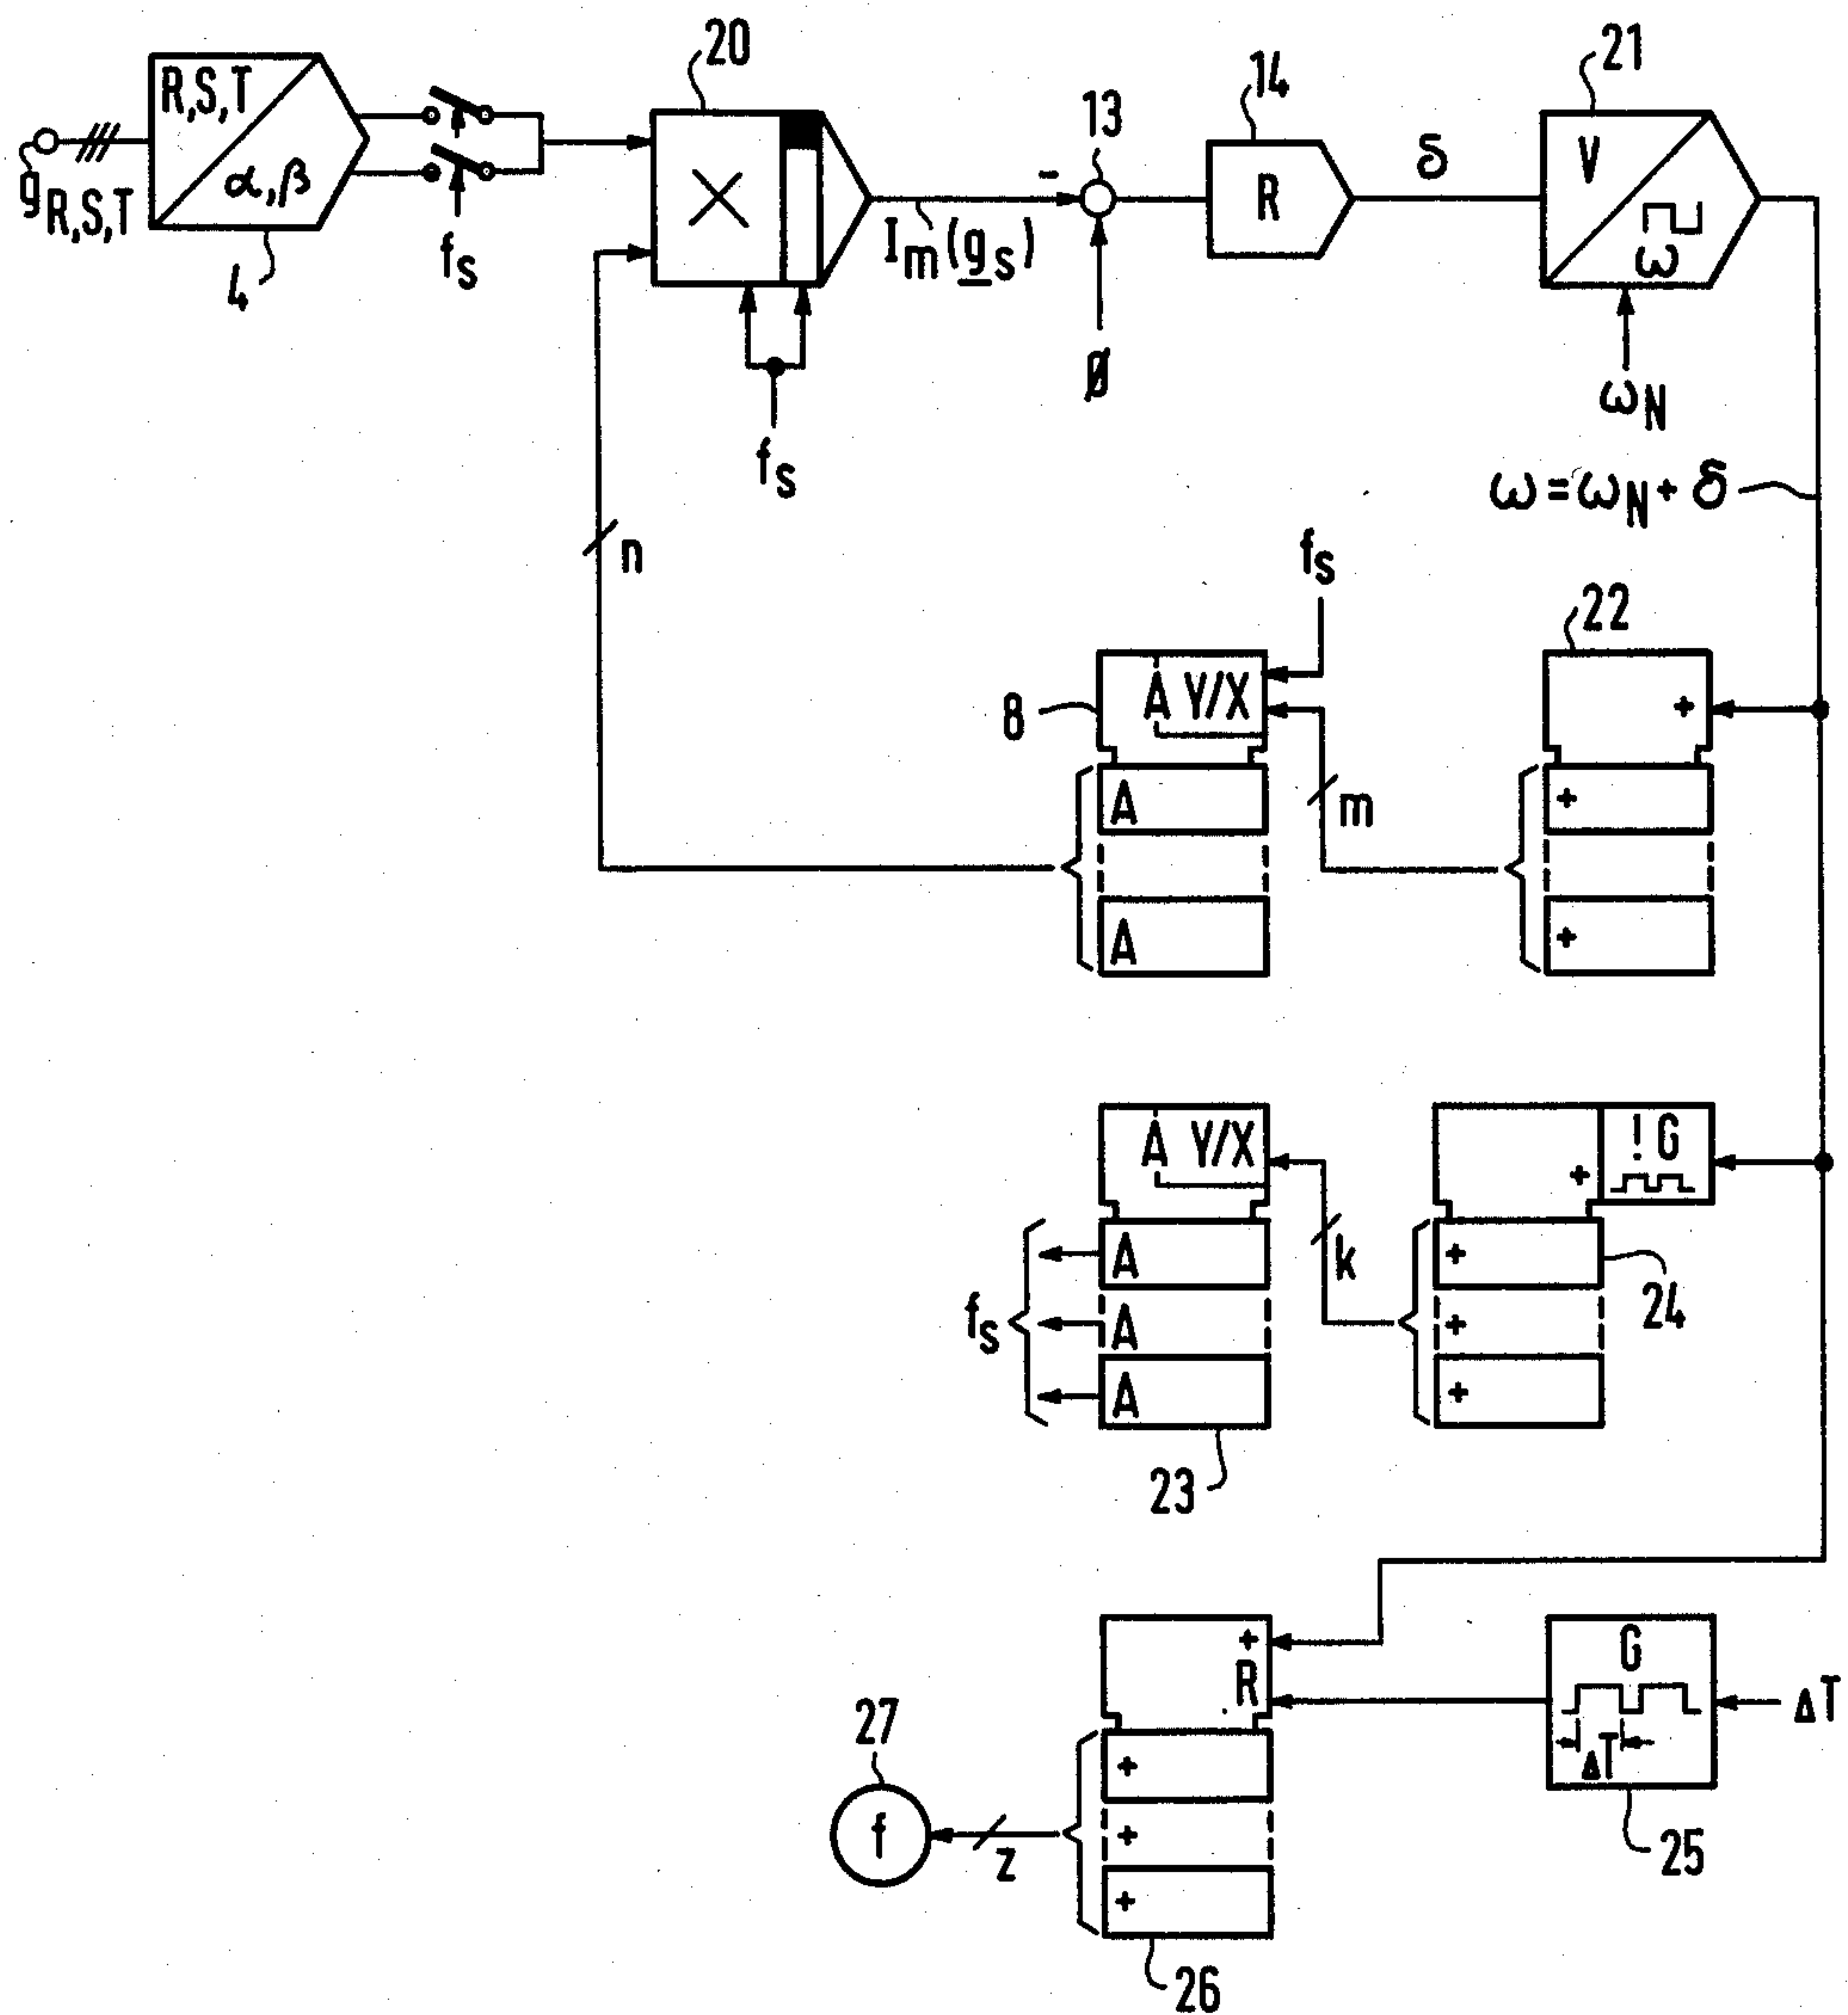 20
14
21
13
R,S,T
α,β
g R,S,T
4
fs
fs
Im(gs)
-
Ø
R
δ
V
ω
ωN
ω=ωN+δ
n
fs
22
8
A Y/X
+
A
m
+
A
+
A Y/X
+
! G
A
k
+
24
fs
A
+
A
+
23
+
R
G
ΔT
ΔT
27
+
f
z
+
25
+
26